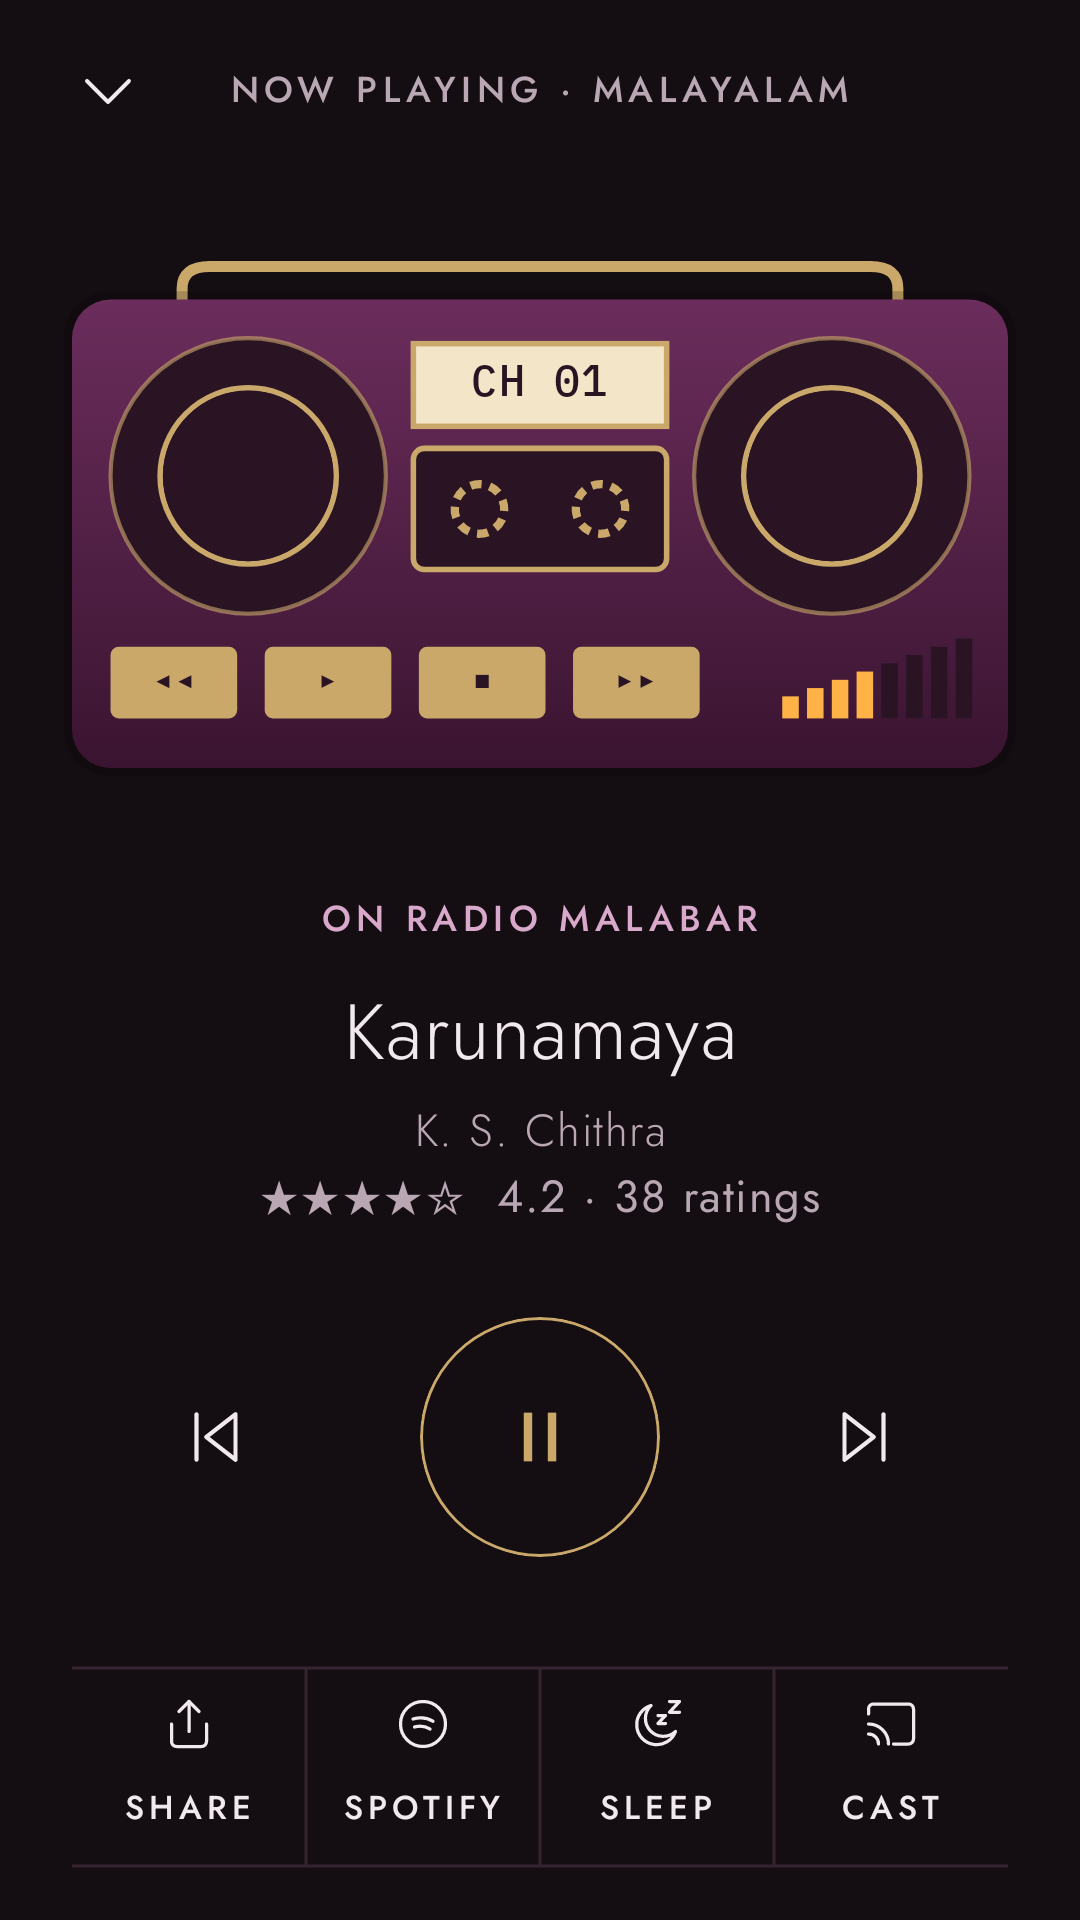 NOW PLAYING · MALAYALAM
CH 01
ON RADIO MALABAR
Karunamaya
K. S. Chithra
★★★★☆ 4.2 · 38 ratings
SHARE SPOTIFY SLEEP CAST